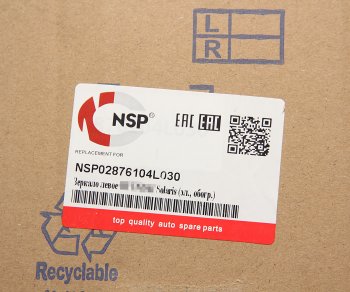 L
R
NSP
EAC EAC
REPLACEMENT FOR
NSP02876104L030
Зеркало левое Solaris (эл., обогр.)
top quality auto spare parts
Recyclable